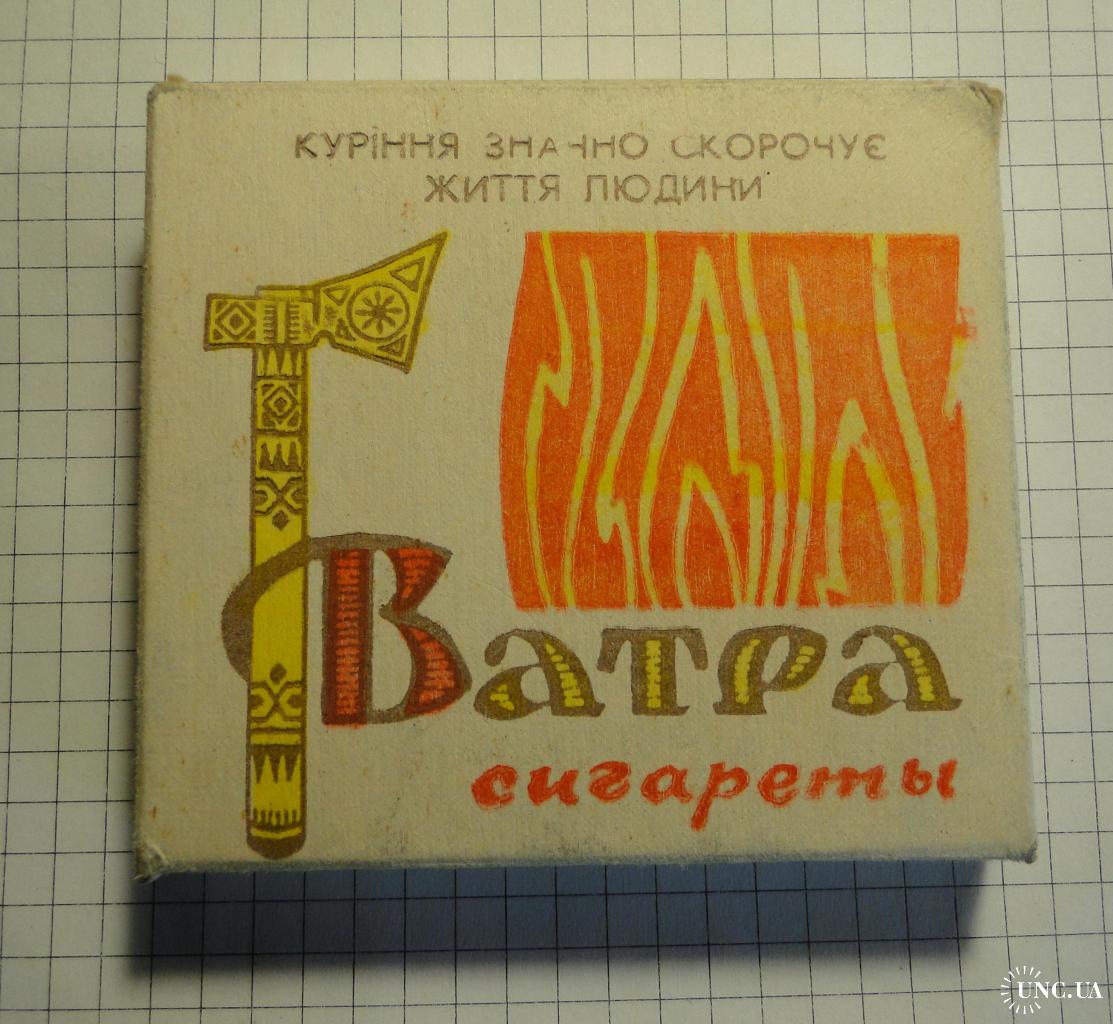 КУРІННЯ ЗНАЧНО СКОРОЧУЄ
ЖИТТЯ ЛЮДИНИ
Ватра
сигареты
UNC.UA